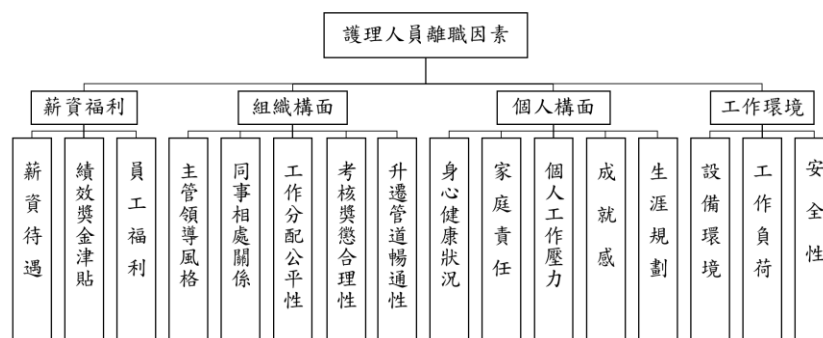 護理人員離職因素
薪資福利
組織構面
個人構面
工作環境
薪資待遇
績效獎金津貼
員工福利
主管領導風格
同事相處關係
工作分配公平性
考核獎懲合理性
升遷管道暢通性
身心健康狀況
家庭責任
個人工作壓力
成就感
生涯規劃
設備環境
工作負荷
安全性